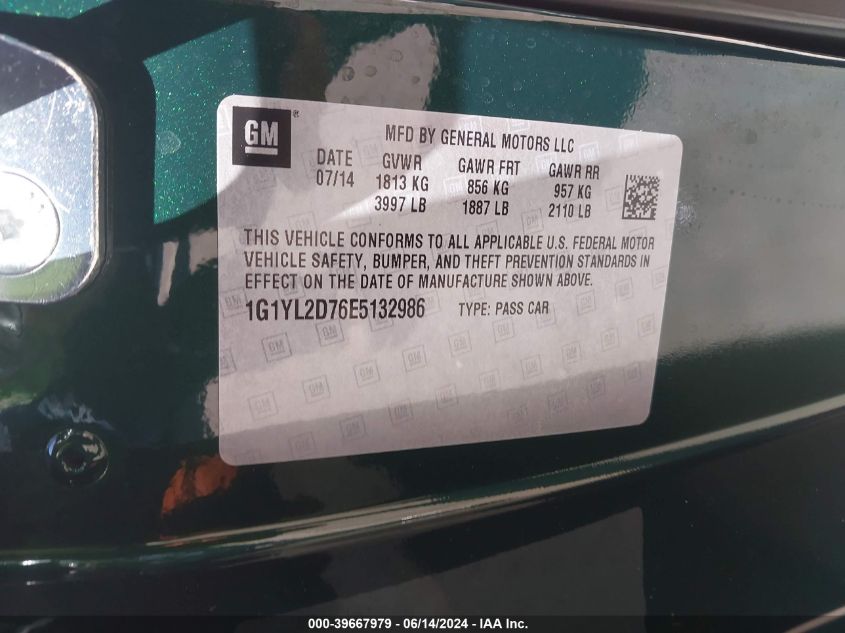 GM ®
MFD BY GENERAL MOTORS LLC
DATE GVWR GAWR FRT GAWR RR
07/14 1813 KG 856 KG 957 KG
3997 LB 1887 LB 2110 LB
THIS VEHICLE CONFORMS TO ALL APPLICABLE U.S. FEDERAL MOTOR
VEHICLE SAFETY, BUMPER, AND THEFT PREVENTION STANDARDS IN
EFFECT ON THE DATE OF MANUFACTURE SHOWN ABOVE.
1G1YL2D76E5132986 TYPE: PASS CAR
000-39667979 / 06/14/2024 - IAA Inc.